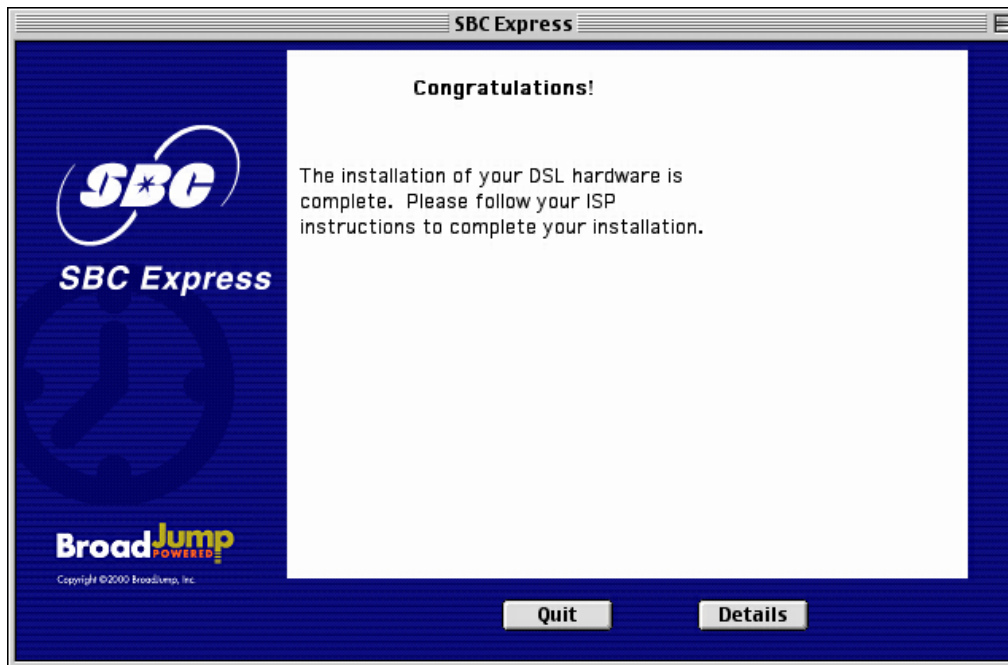 SBC Express
Congratulations!
SBC
The installation of your DSL hardware is
complete. Please follow your ISP
instructions to complete your installation.
SBC Express
BroadJump
POWERED
Copyright ©2000 BroadJump, Inc.
Quit
Details